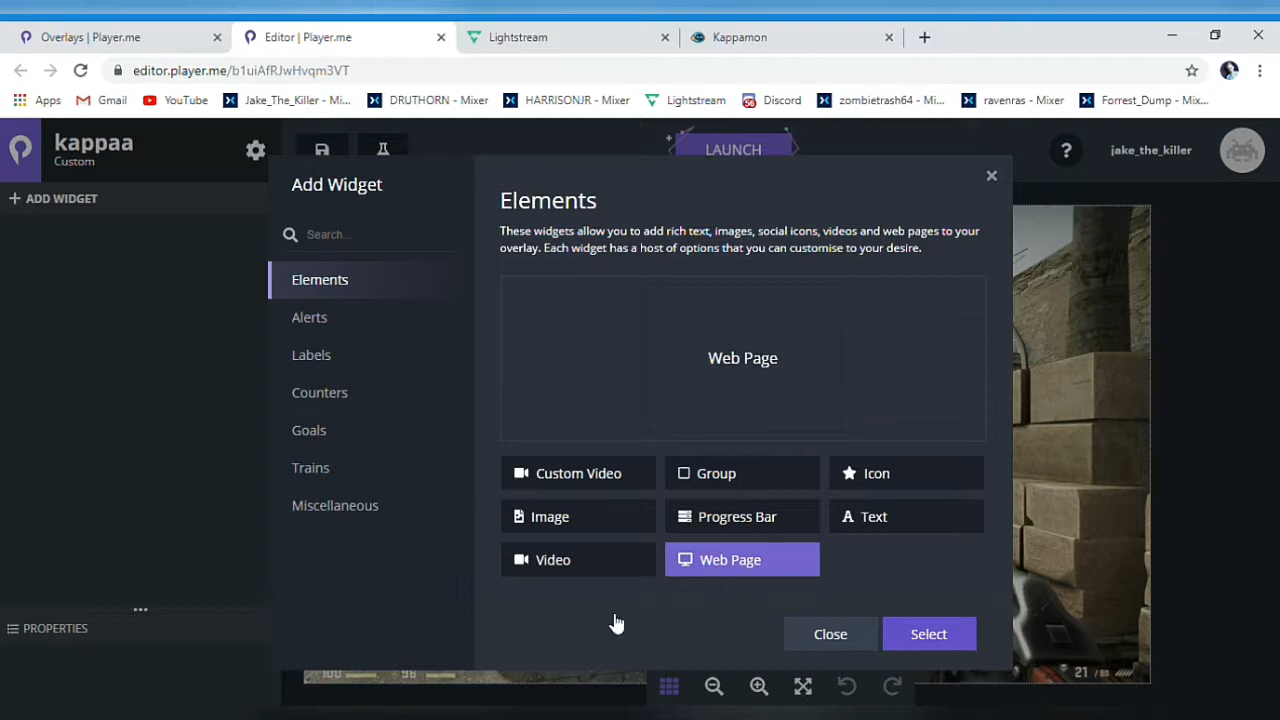 Overlays | Player.me
Editor | Player.me
Lightstream
Kappamon
editor.player.me/b1uiAfRJwHvqm3VT
Apps
Gmail
YouTube
Jake_The_Killer - Mi...
DRUTHORN - Mixer
HARRISONJR - Mixer
Lightstream
Discord
zombietrash64 - Mi...
ravenras - Mixer
Forrest_Dump - Mix...
kappaa
Custom
LAUNCH
?
jake_the_killer
+ ADD WIDGET
Add Widget
Search...
Elements
Alerts
Labels
Counters
Goals
Trains
Miscellaneous
Elements
These widgets allow you to add rich text, images, social icons, videos and web pages to your
overlay. Each widget has a host of options that you can customise to your desire.
Web Page
Custom Video
Group
Icon
Image
Progress Bar
A Text
Video
Web Page
Close
Select
PROPERTIES
100
98
21